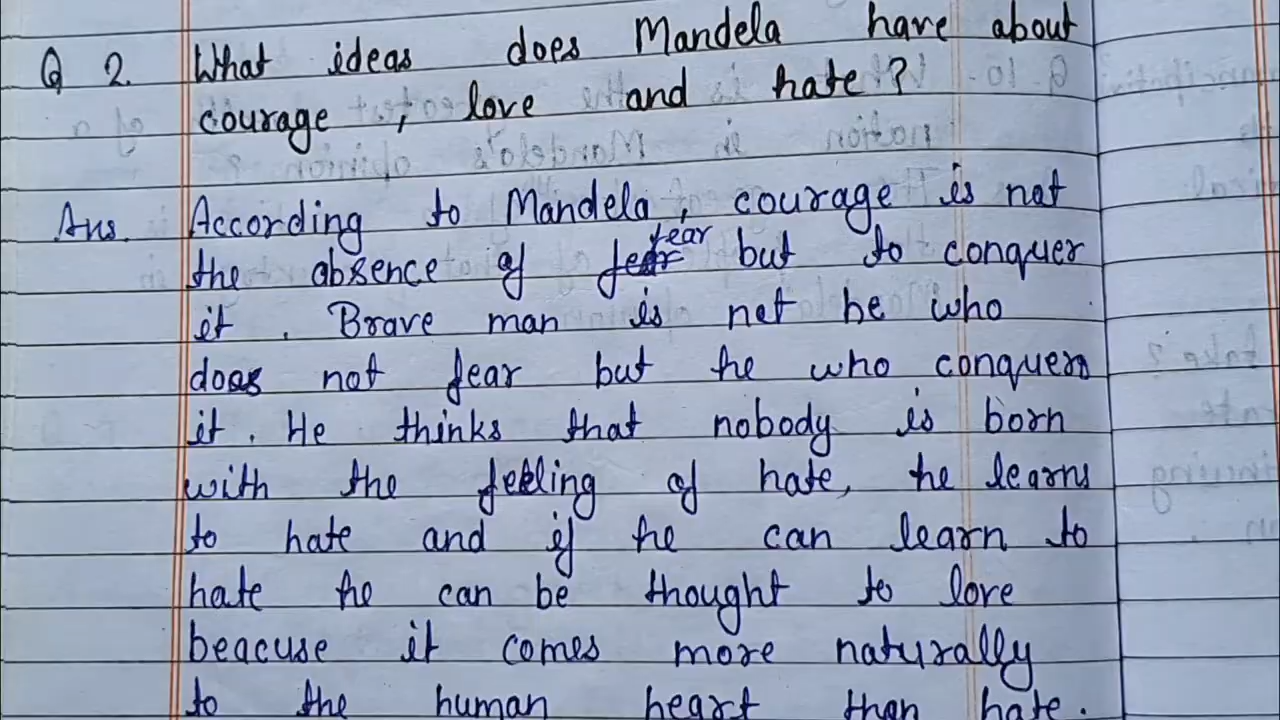 Q 2. What ideas does Mandela have about
courage, love and hate?
Ans. According to Mandela, courage is not
the absence of fear but to conquer
it. Brave man is not he who
does not fear but he who conquers
it. He thinks that nobody is born
with the feeling of hate, he learns
to hate and if he can learn to
hate he can be thought to love
beacuse it comes more naturally
to the human heart than hate.